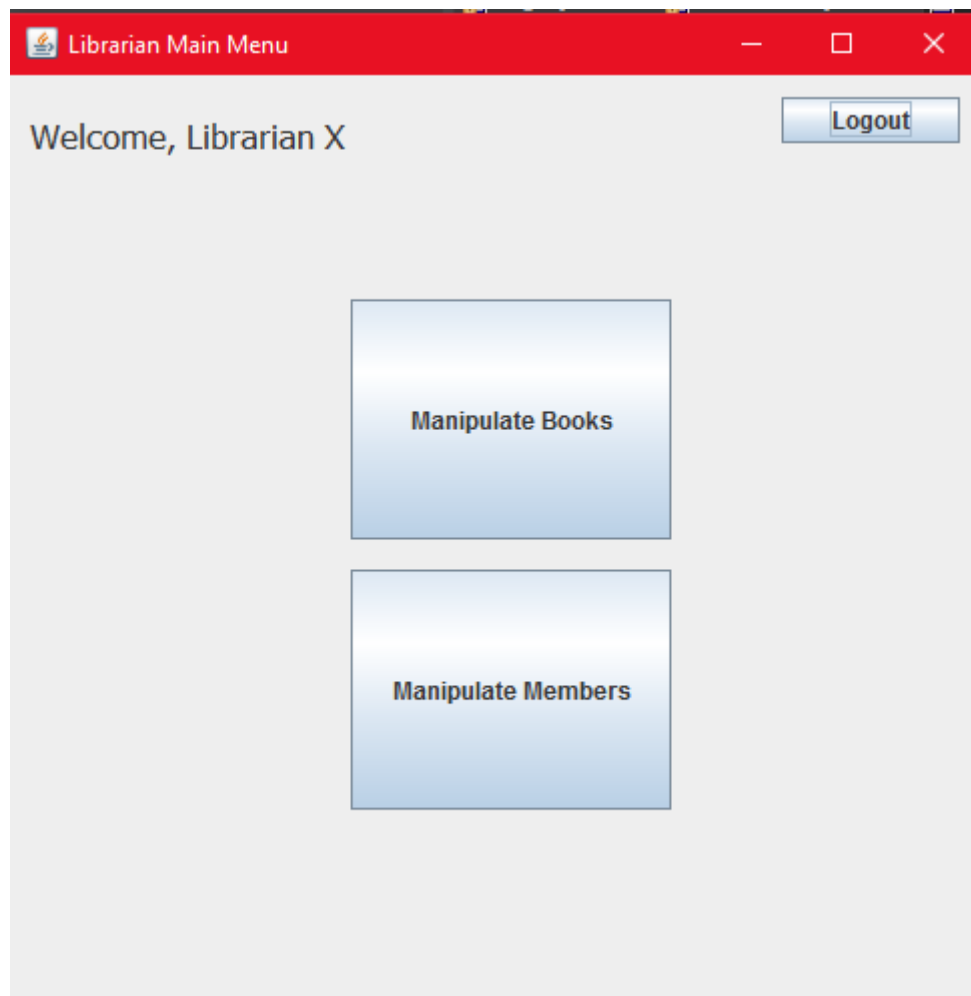 Librarian Main Menu
Logout
Welcome, Librarian X
Manipulate Books
Manipulate Members